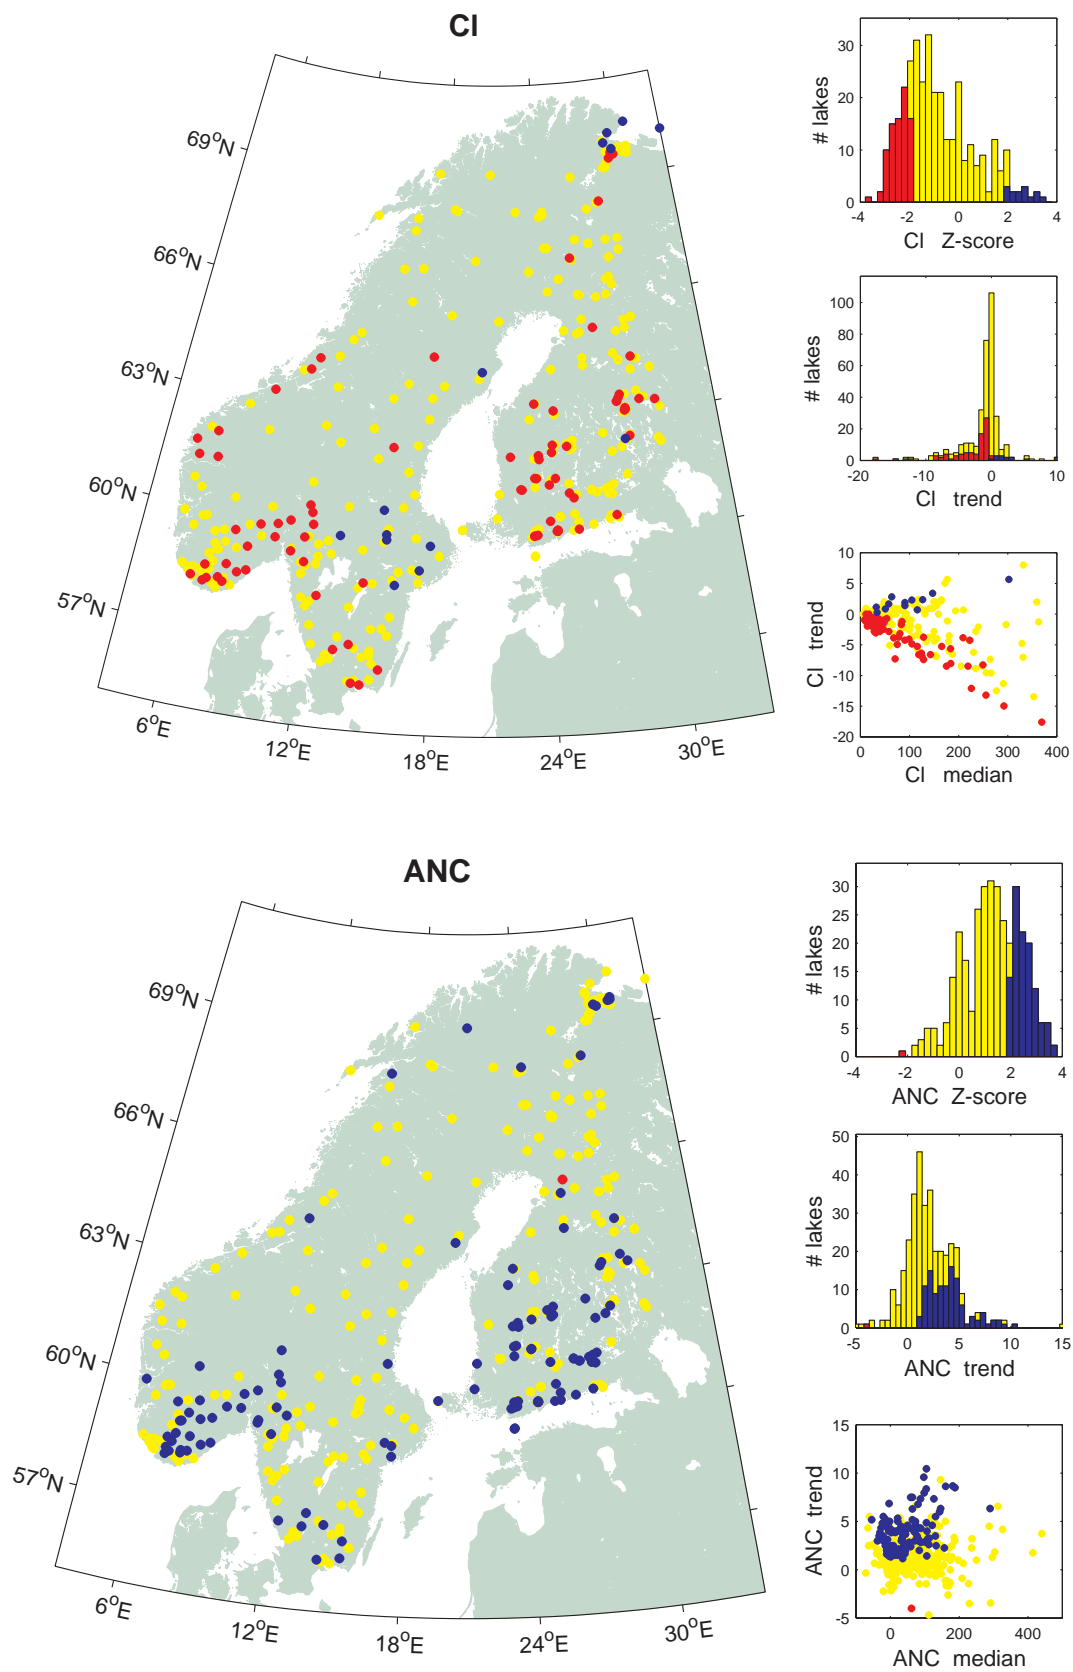 Cl
69°N
66°N
63°N
60°N
57°N
6°E
12°E
18°E
24°E
30°E
# lakes
30
20
10
0
-4
-2
0
2
4
Cl Z-score
# lakes
100
80
60
40
20
0
-20
-10
0
10
Cl trend
Cl trend
10
5
0
-5
-10
-15
-20
0
100
200
300
400
Cl median
ANC
69°N
66°N
63°N
60°N
57°N
6°E
12°E
18°E
24°E
30°E
# lakes
30
25
20
15
10
5
0
-4
-2
0
2
4
ANC Z-score
# lakes
50
40
30
20
10
0
-5
0
5
10
15
ANC trend
ANC trend
15
10
5
0
-5
0
200
400
ANC median